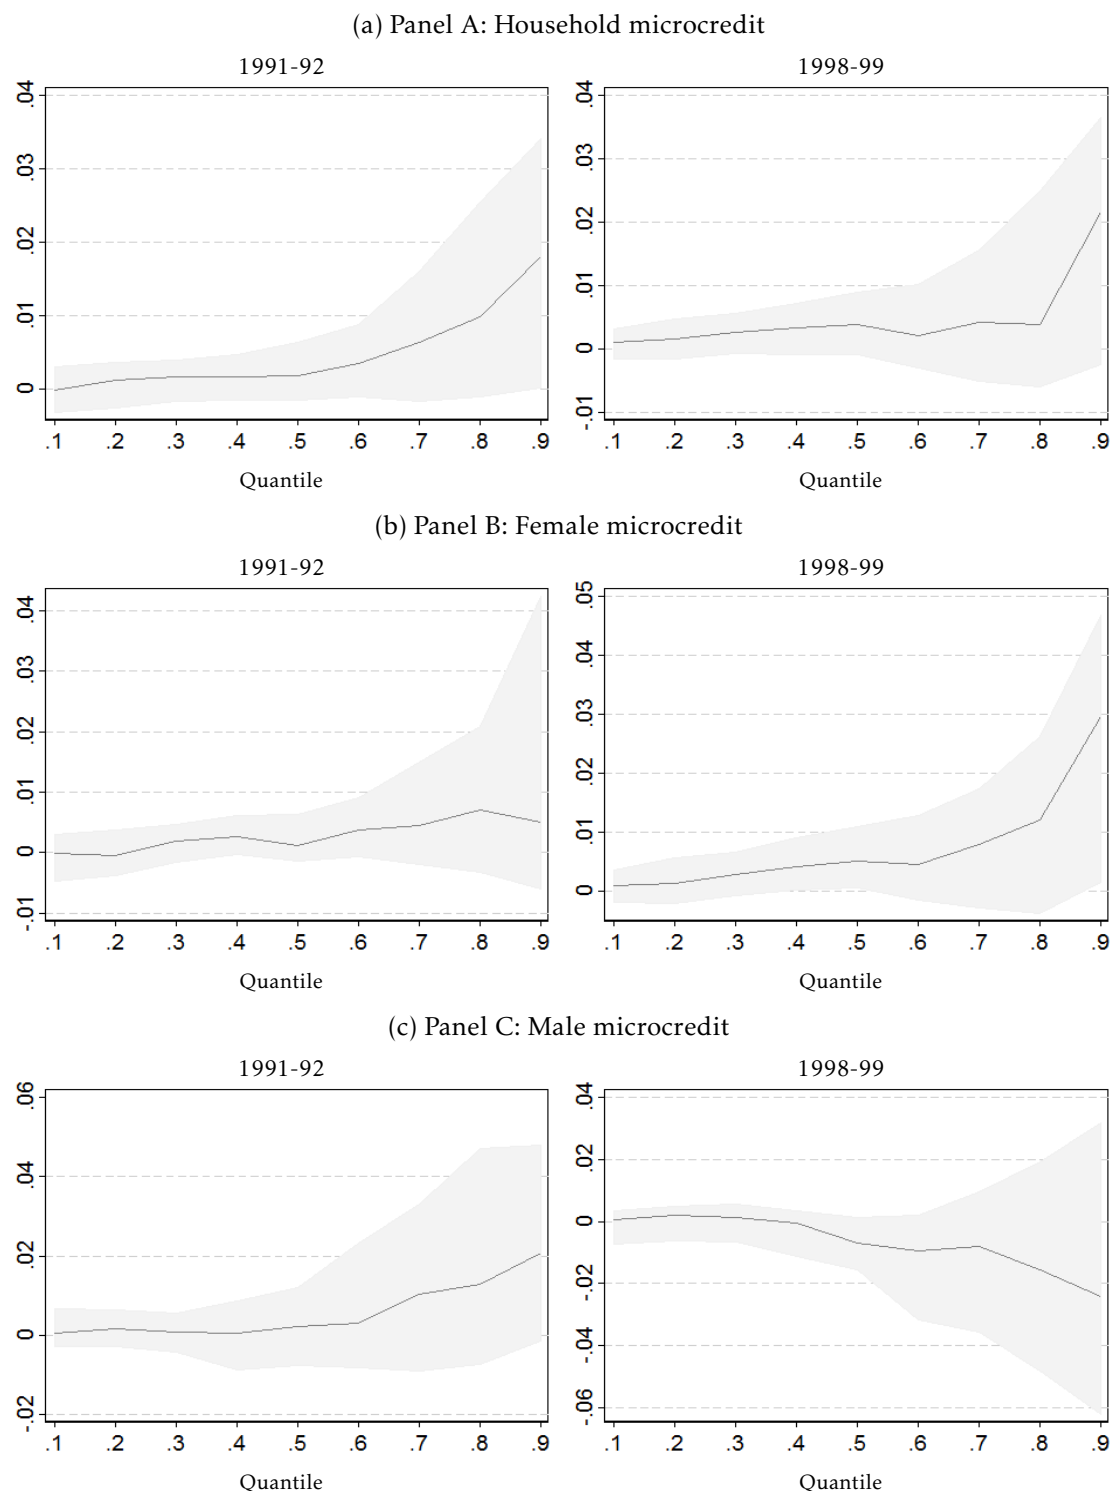 (a) Panel A: Household microcredit
1991-92
.04
.03
.02
.01
0
.1 .2 .3 .4 .5 .6 .7 .8 .9
Quantile
1998-99
.04
.03
.02
.01
0
-.01
.1 .2 .3 .4 .5 .6 .7 .8 .9
Quantile
(b) Panel B: Female microcredit
1991-92
.04
.03
.02
.01
0
-.01
.1 .2 .3 .4 .5 .6 .7 .8 .9
Quantile
1998-99
.05
.04
.03
.02
.01
0
.1 .2 .3 .4 .5 .6 .7 .8 .9
Quantile
(c) Panel C: Male microcredit
1991-92
.06
.04
.02
0
-.02
.1 .2 .3 .4 .5 .6 .7 .8 .9
Quantile
1998-99
.04
.02
0
-.02
-.04
-.06
.1 .2 .3 .4 .5 .6 .7 .8 .9
Quantile